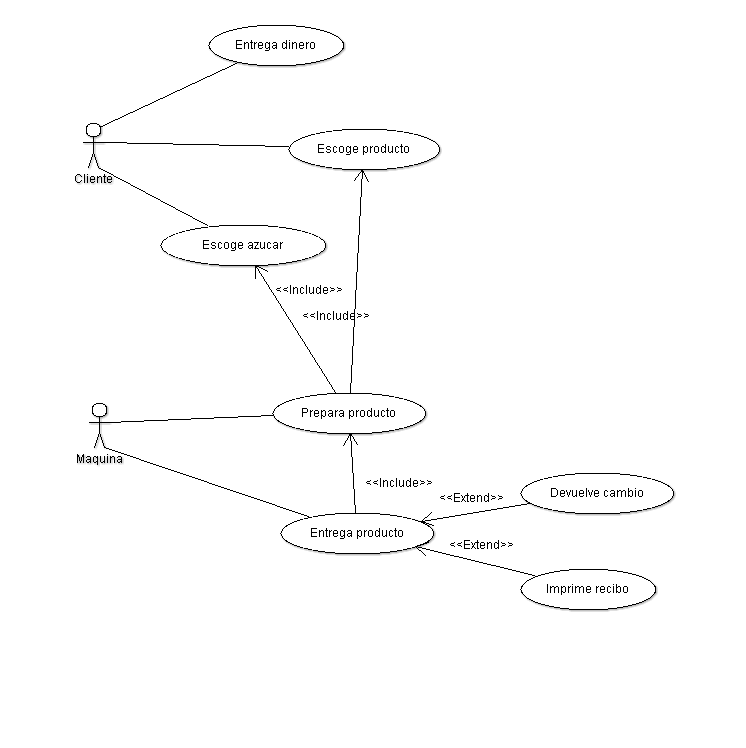 Entrega dinero
Escoge producto
Cliente
Escoge azucar
<<Include>>
<<Include>>
Prepara producto
Maquina
<<Include>>
Devuelve cambio
<<Extend>>
Entrega producto
<<Extend>>
Imprime recibo